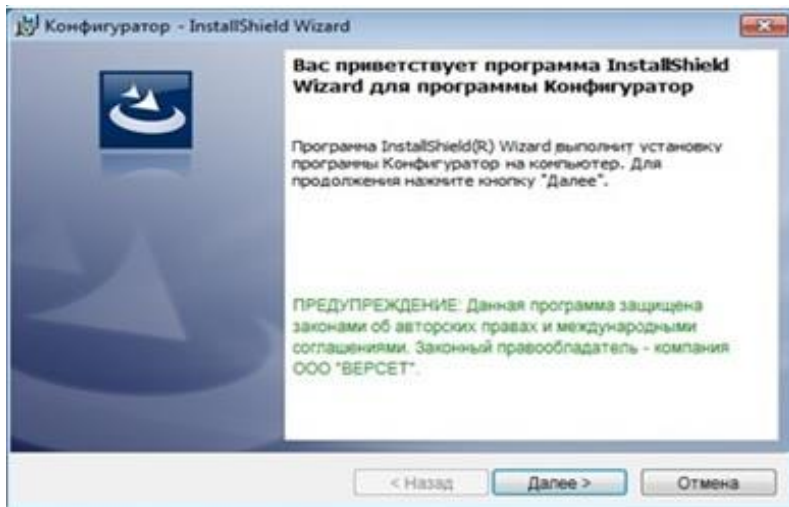 Конфигуратор - InstallShield Wizard
Вас приветствует программа InstallShield
Wizard для программы Конфигуратор
Программа InstallShield(R) Wizard выполнит установку
программы Конфигуратор на компьютер. Для
продолжения нажмите кнопку "Далее".
ПРЕДУПРЕЖДЕНИЕ: Данная программа защищена
законами об авторских правах и международными
соглашениями. Законный правообладатель - компания
ООО "ВЕРСЕТ".
< Назад Далее > Отмена